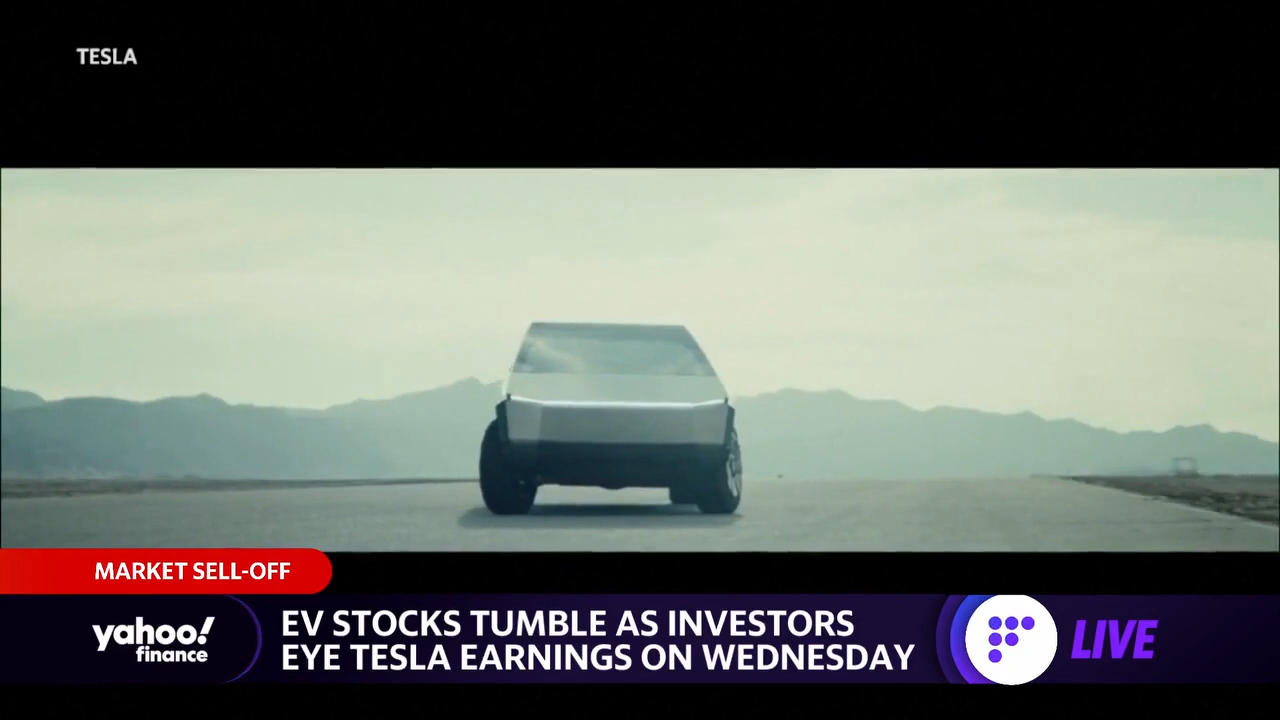 TESLA
MARKET SELL-OFF
yahoo!
finance
EV STOCKS TUMBLE AS INVESTORS
EYE TESLA EARNINGS ON WEDNESDAY
LIVE